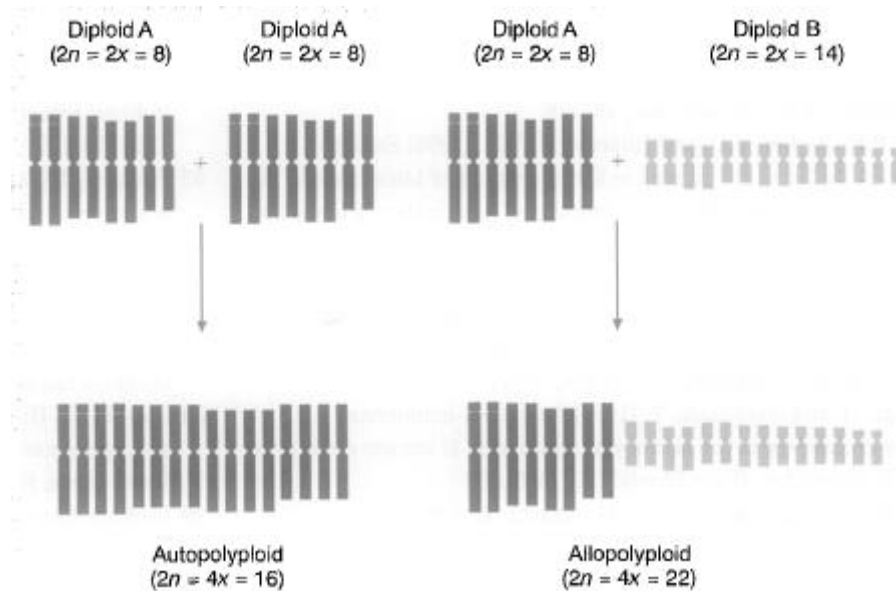 Diploid A
(2n = 2x = 8)
Diploid A
(2n = 2x = 8)
Diploid A
(2n = 2x = 8)
Diploid B
(2n = 2x = 14)
+
+
Autopolyploid
(2n = 4x = 16)
Allopolyploid
(2n = 4x = 22)